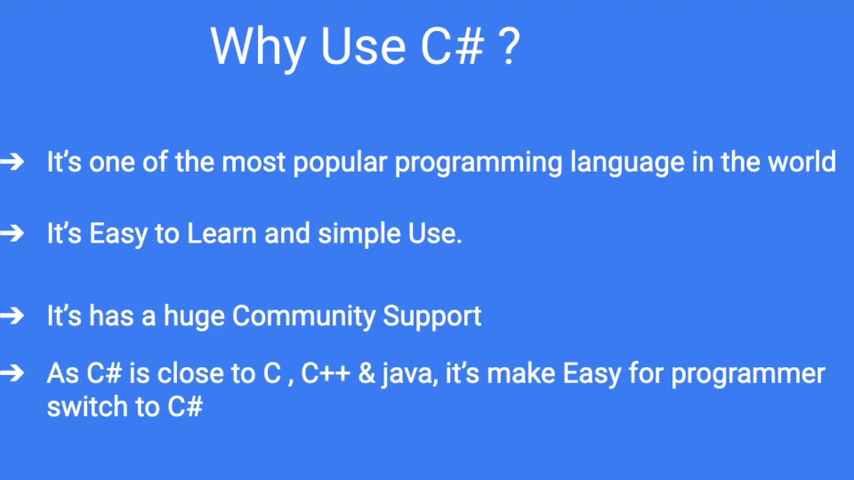 Why Use C# ?
➔ It's one of the most popular programming language in the world
➔ It's Easy to Learn and simple Use.
➔ It's has a huge Community Support
➔ As C# is close to C , C++ & java, it's make Easy for programmer
switch to C#